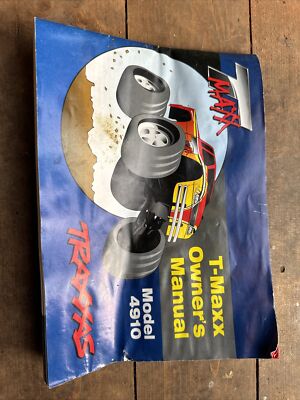 T
MAXX
T-Maxx
Owner's
Manual
Model
4910
TRAXXAS